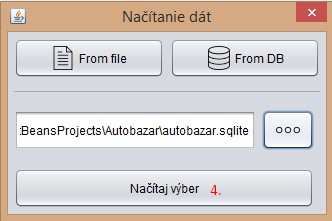 Načítanie dát
From file
From DB
:BeansProjects\Autobazar\autobazar.sqlite
ooo
Načítaj výber 4.